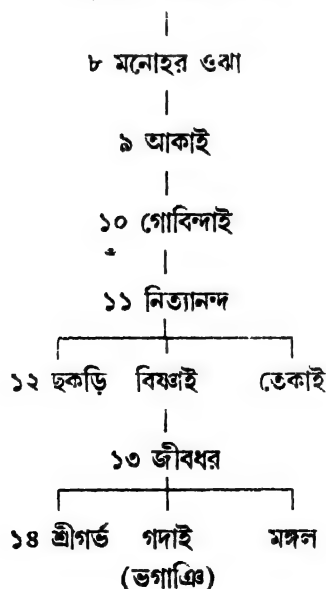 ৮ মনোহর ওঝা
৯ আকাই
১০ গোবিন্দাই
১১ নিত্যানন্দ
১২ ছকড়ি বিষ্ণাই তেকাই
১৩ জীবধর
১৪ শ্রীগর্ভ গদাই মঙ্গল
(ভগাঞি)